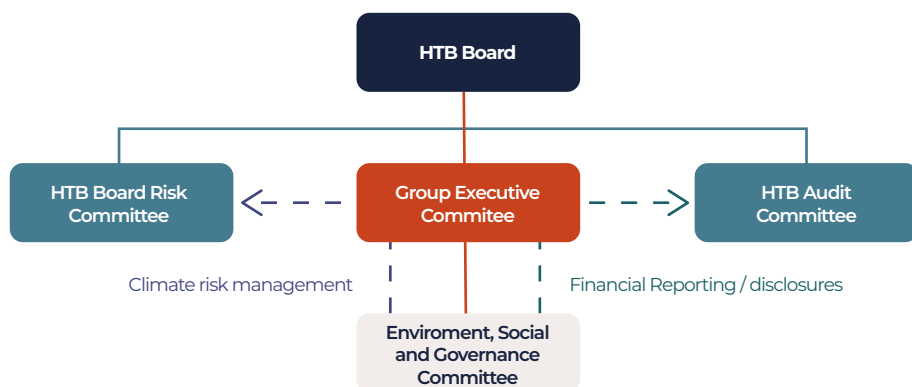 HTB Board
HTB Board Risk
Committee
Group Executive
Commitee
HTB Audit
Committee
Climate risk management
Financial Reporting / disclosures
Enviroment, Social
and Governance
Committee